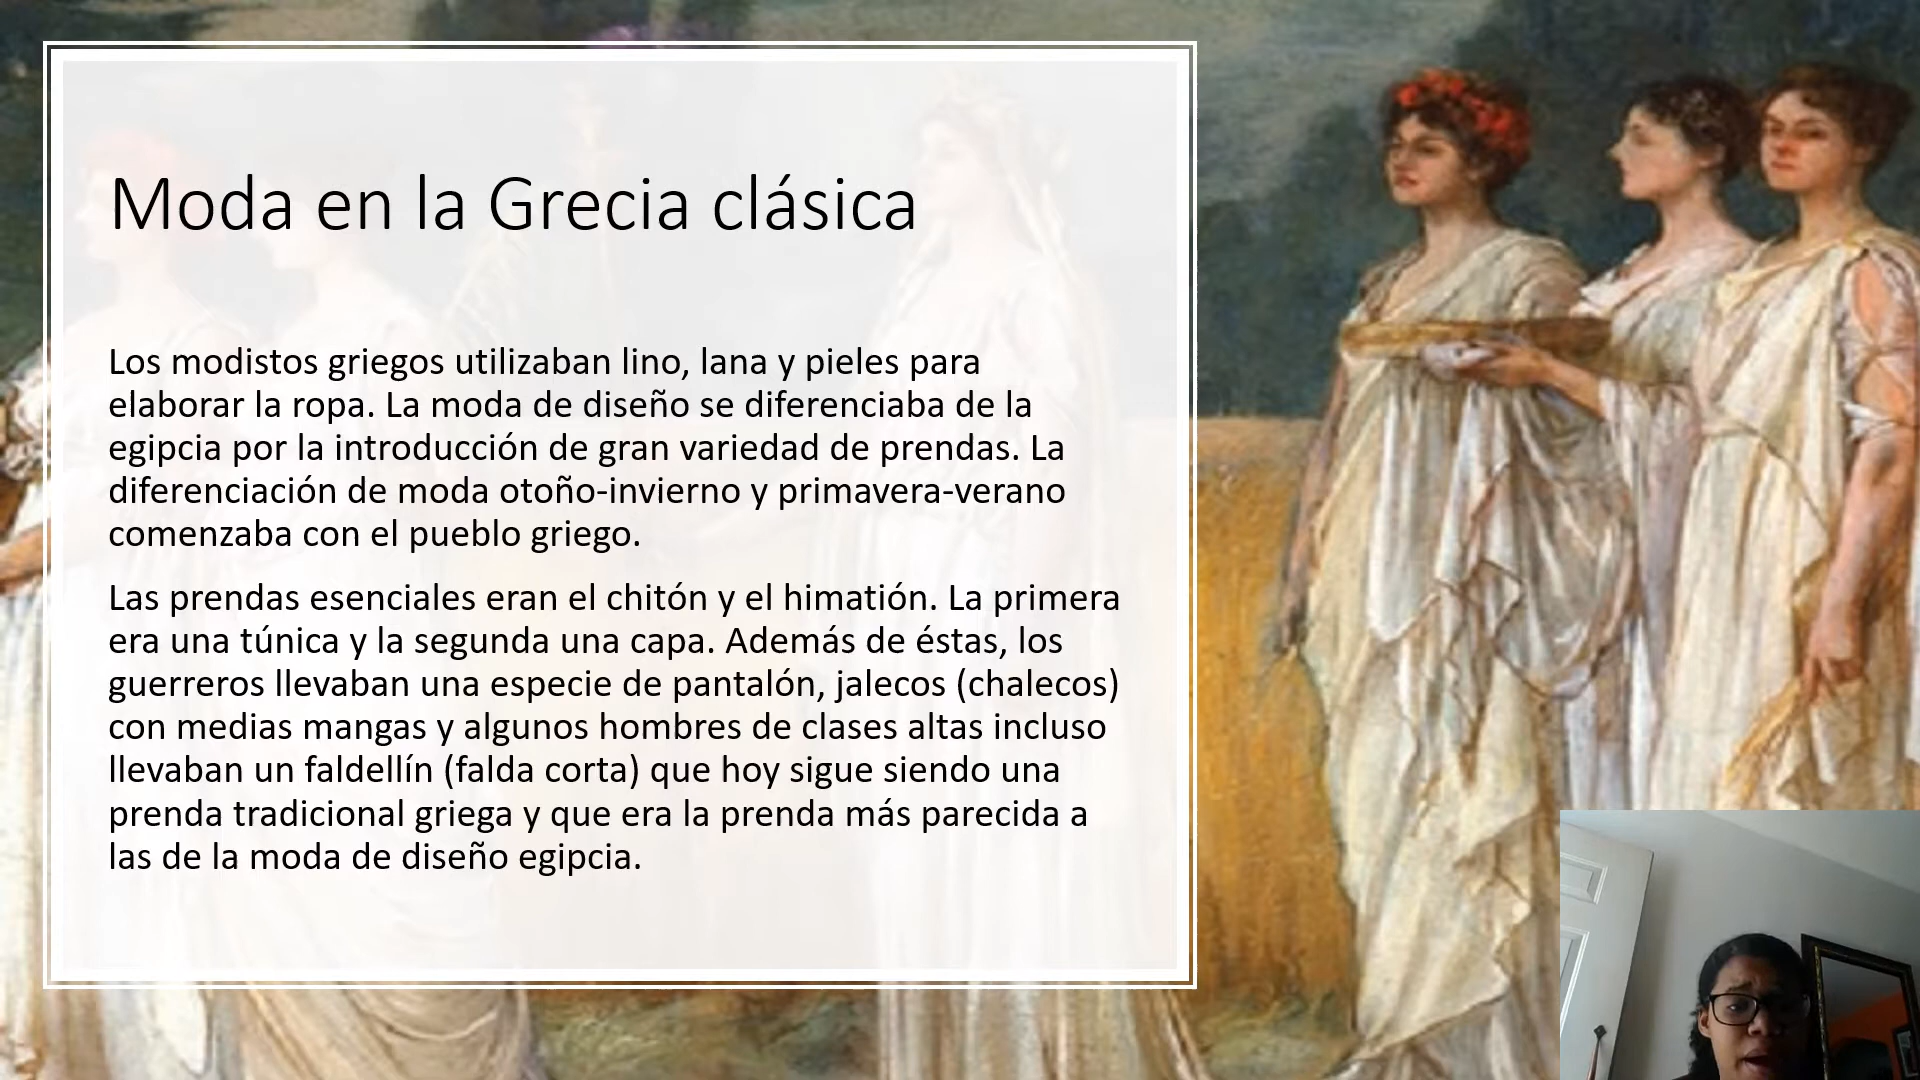 Moda en la Grecia clásica
Los modistos griegos utilizaban lino, lana y pieles para
elaborar la ropa. La moda de diseño se diferenciaba de la
egipcia por la introducción de gran variedad de prendas. La
diferenciación de moda otoño-invierno y primavera-verano
comenzaba con el pueblo griego.
Las prendas esenciales eran el chitón y el himatión. La primera
era una túnica y la segunda una capa. Además de éstas, los
guerreros llevaban una especie de pantalón, jalecos (chalecos)
con medias mangas y algunos hombres de clases altas incluso
llevaban un faldellín (falda corta) que hoy sigue siendo una
prenda tradicional griega y que era la prenda más parecida a
las de la moda de diseño egipcia.